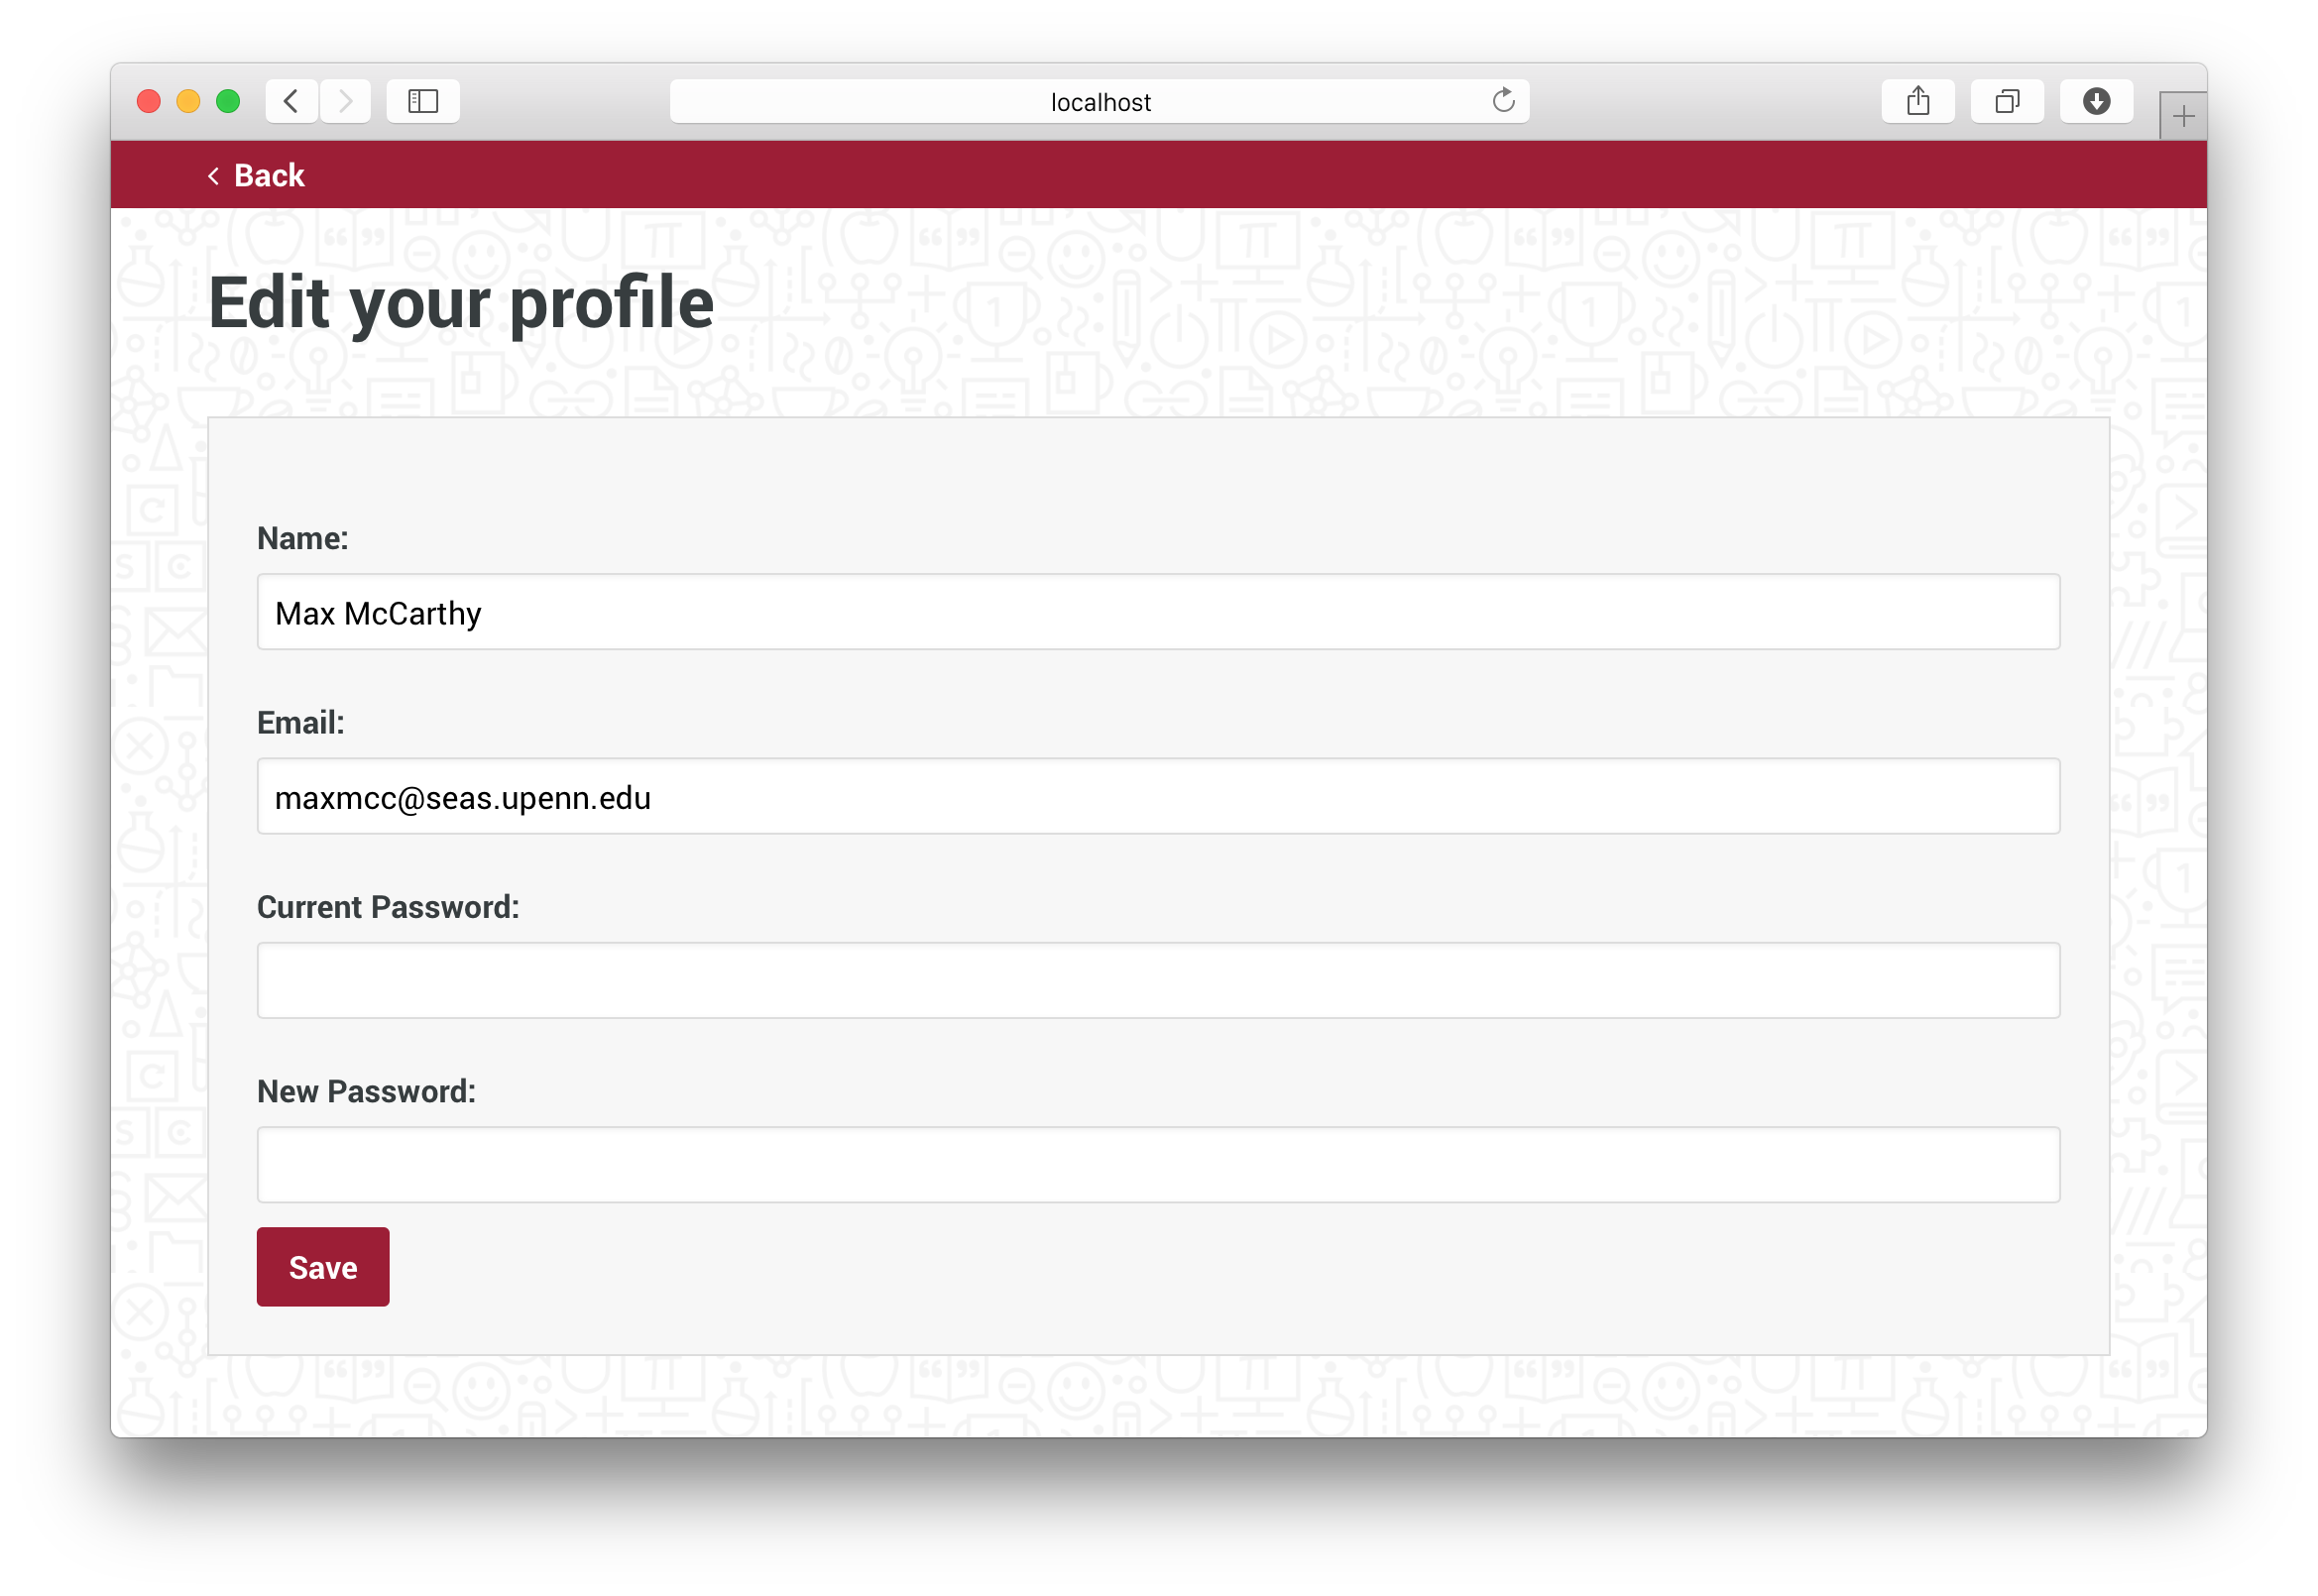 localhost
Back
Edit your profile
Name:
Max McCarthy
Email:
maxmcc@seas.upenn.edu
Current Password:
New Password:
Save